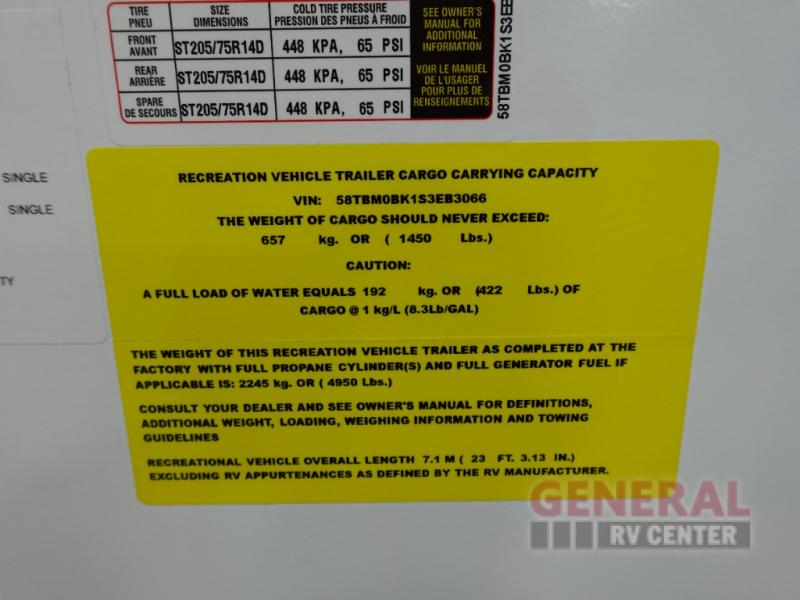 TIRE SIZE COLD TIRE PRESSURE
PNEU DIMENSIONS PRESSION DES PNEUS À FROID
FRONT
AVANT ST205/75R14D 448 KPA, 65 PSI
REAR
ARRIÈRE ST205/75R14D 448 KPA, 65 PSI
SPARE
DE SECOURS ST205/75R14D 448 KPA, 65 PSI
SEE OWNER'S
MANUAL FOR
ADDITIONAL
INFORMATION
VOIR LE MANUEL
DE L'USAGER
POUR PLUS DE
RENSEIGNEMENTS
58TBM0BK1S3EB
SINGLE
SINGLE
TY
RECREATION VEHICLE TRAILER CARGO CARRYING CAPACITY
VIN: 58TBM0BK1S3EB3066
THE WEIGHT OF CARGO SHOULD NEVER EXCEED:
657 kg. OR ( 1450 Lbs.)
CAUTION:
A FULL LOAD OF WATER EQUALS 192 kg. OR (422 Lbs.) OF
CARGO @ 1 kg/L (8.3Lb/GAL)
THE WEIGHT OF THIS RECREATION VEHICLE TRAILER AS COMPLETED AT THE
FACTORY WITH FULL PROPANE CYLINDER(S) AND FULL GENERATOR FUEL IF
APPLICABLE IS: 2245 kg. OR ( 4950 Lbs.)
CONSULT YOUR DEALER AND SEE OWNER'S MANUAL FOR DEFINITIONS,
ADDITIONAL WEIGHT, LOADING, WEIGHING INFORMATION AND TOWING
GUIDELINES
RECREATIONAL VEHICLE OVERALL LENGTH 7.1 M ( 23 FT. 3.13 IN.)
EXCLUDING RV APPURTENANCES AS DEFINED BY THE RV MANUFACTURER.
GENERAL
RV CENTER